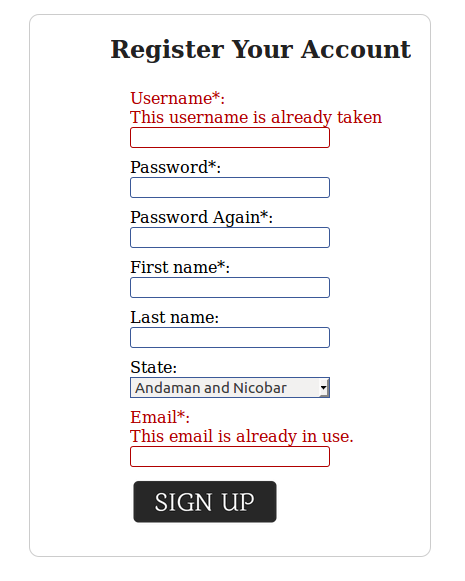 Register Your Account
Username*:
This username is already taken
Password*:
Password Again*:
First name*:
Last name:
State:
Andaman and Nicobar
Email*:
This email is already in use.
SIGN UP